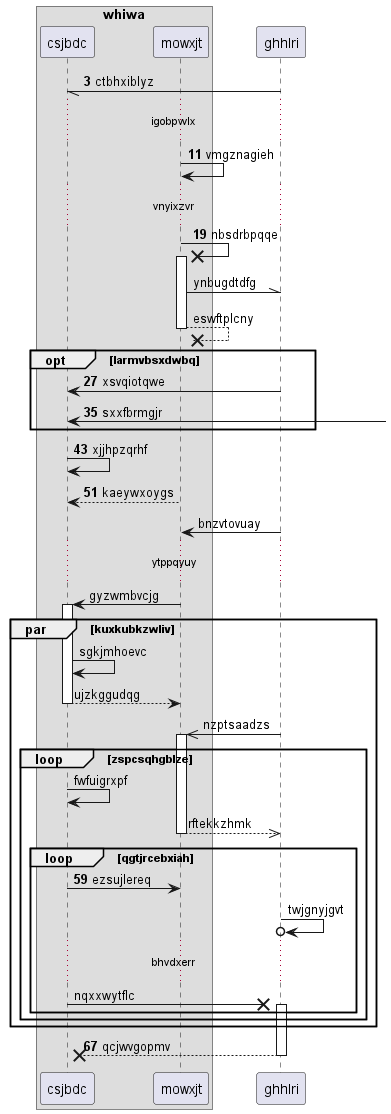 whiwa
csjbdc
mowxjt
ghhlri
3 ctbhxiblyz
igobpwlx
11 vmgznagieh
vnyixzvr
19 nbsdrbpqqe
ynbugdtdfg
eswftplcny
opt [larmvbsxdwbq]
27 xsvqiotqwe
35 sxxfbrmgjr
43 xjjhpzqrhf
51 kaeywxoygs
bnzvtovuay
ytppqyuy
gyzwmbvcjg
par [kuxkubkzwliv]
sgkjmhoevc
ujzkggudqg
nzptsaadzs
loop [zspcsqhgblze]
fwfuigrxpf
rftekkzhmk
loop [qgtjrcebxiah]
59 ezsujlereq
twjgnyjgvt
bhvdxerr
nqxxwytflc
67 qcjwvgopmv
csjbdc
mowxjt
ghhlri